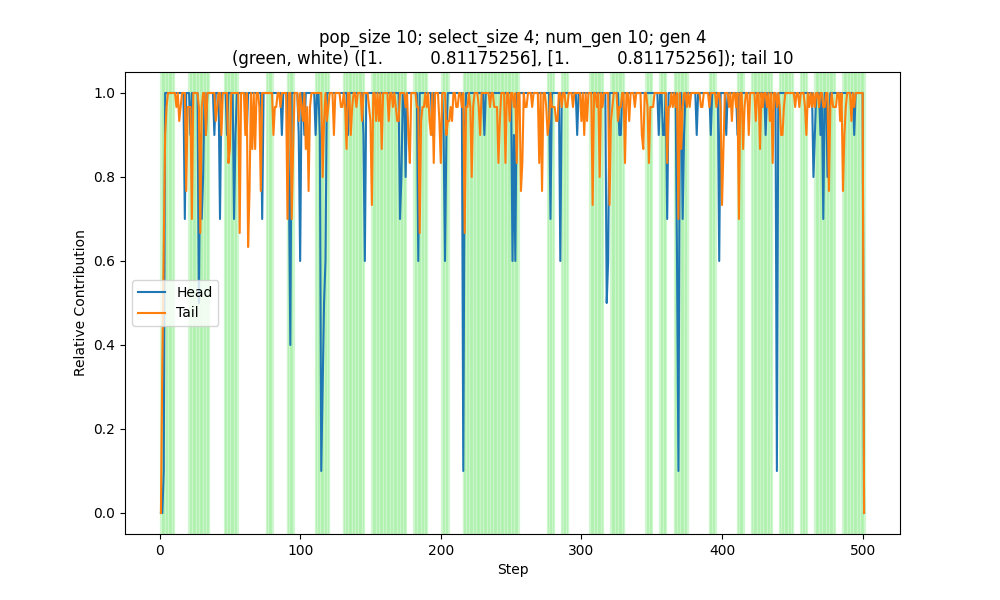 pop_size 10; select_size 4; num_gen 10; gen 4
(green, white) ([1.         0.81175256], [1.         0.81175256]); tail 10
Relative Contribution
1.0
0.8
0.6
0.4
0.2
0.0
Head
Tail
0 100 200 300 400 500
Step